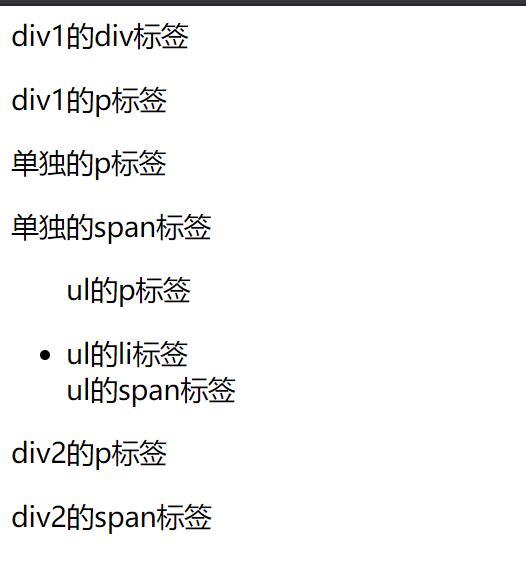 div1的div标签
div1的p标签
单独的p标签
单独的span标签
ul的p标签
ul的li标签
ul的span标签
div2的p标签
div2的span标签